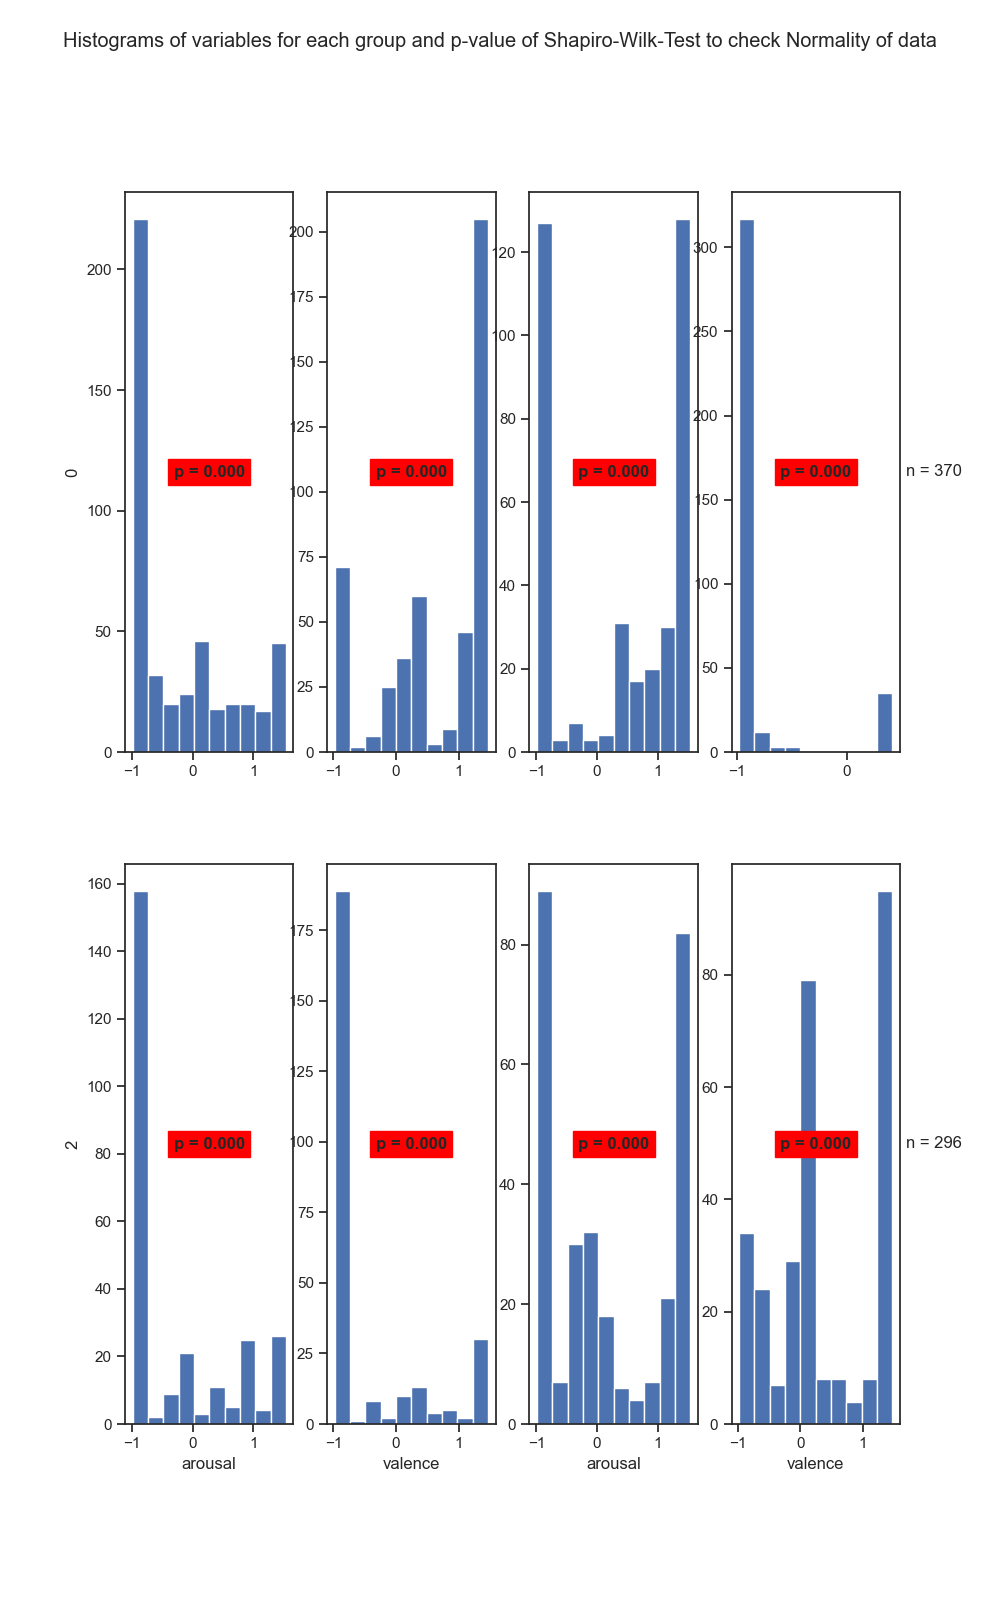 Histograms of variables for each group and p-value of Shapiro-Wilk-Test to check Normality of data
200
150
100
50
0
−1 0 1
0
p = 0.000
200
175
150
125
100
75
50
25
0
−1 0 1
p = 0.000
120
100
80
60
40
20
0
−1 0 1
p = 0.000
300
250
200
150
100
50
0
−1 0
p = 0.000
n = 370
160
140
120
100
80
60
40
20
0
−1 0 1
arousal
2
p = 0.000
175
150
125
100
75
50
25
0
−1 0 1
valence
p = 0.000
80
60
40
20
0
−1 0 1
arousal
p = 0.000
80
60
40
20
0
−1 0 1
valence
p = 0.000
n = 296